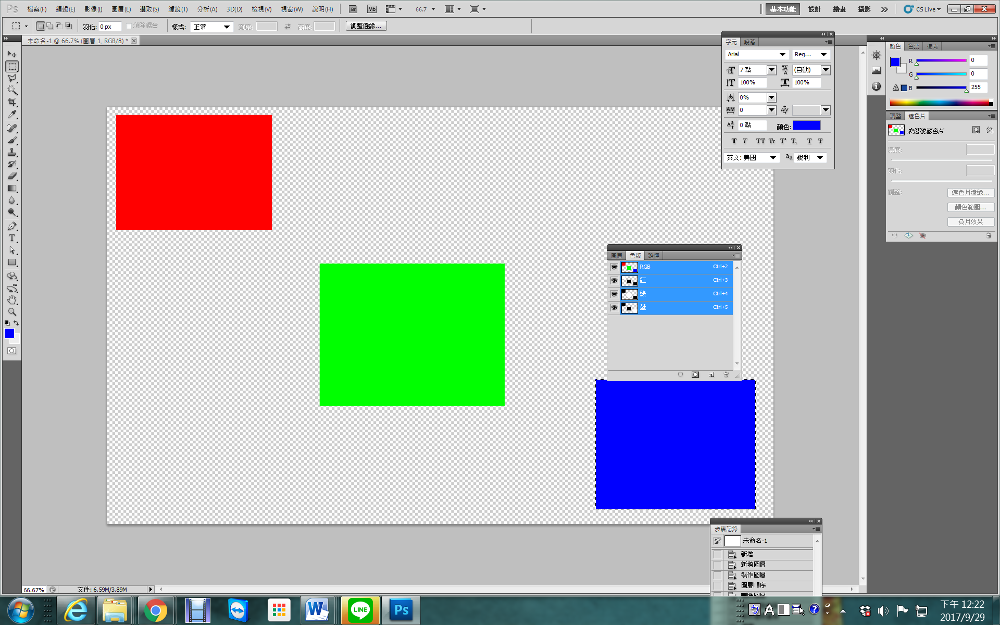 Ps 檔案(F) 編輯(E) 影像(I) 圖層(L) 選取(S) 濾鏡(T) 分析(A) 3D(D) 檢視(V) 視窗(W) 說明(H) Br Mb 66.7 基本功能 設計 繪畫 攝影 CS Live
羽化: 0 px 消除鋸齒 樣式: 正常 寬度: 高度: 調整邊緣...
未命名-1 @ 66.7% (圖層 1, RGB/8) *
字元 段落
Arial Reg...
7 點 (自動)
100% 100%
0%
0
0 點 顏色:
T T TT Tr T¹ T₁ T T
英文: 美國 aa 銳利
顏色 色票 樣式
R 0
G 0
B 255
調整 遮色片
未選取遮色片
濃度:
羽化:
調整: 遮色片邊緣...
顏色範圍...
負片效果
圖層 色版 路徑
RGB Ctrl+2
紅 Ctrl+3
綠 Ctrl+4
藍 Ctrl+5
步驟記錄
未命名-1
新增
新增圖層
製作圖層
圖層順序
刪除圖層
66.67% 文件: 6.59M/3.89M
W LINE Ps ㄅ A 下午 12:22
2017/9/29